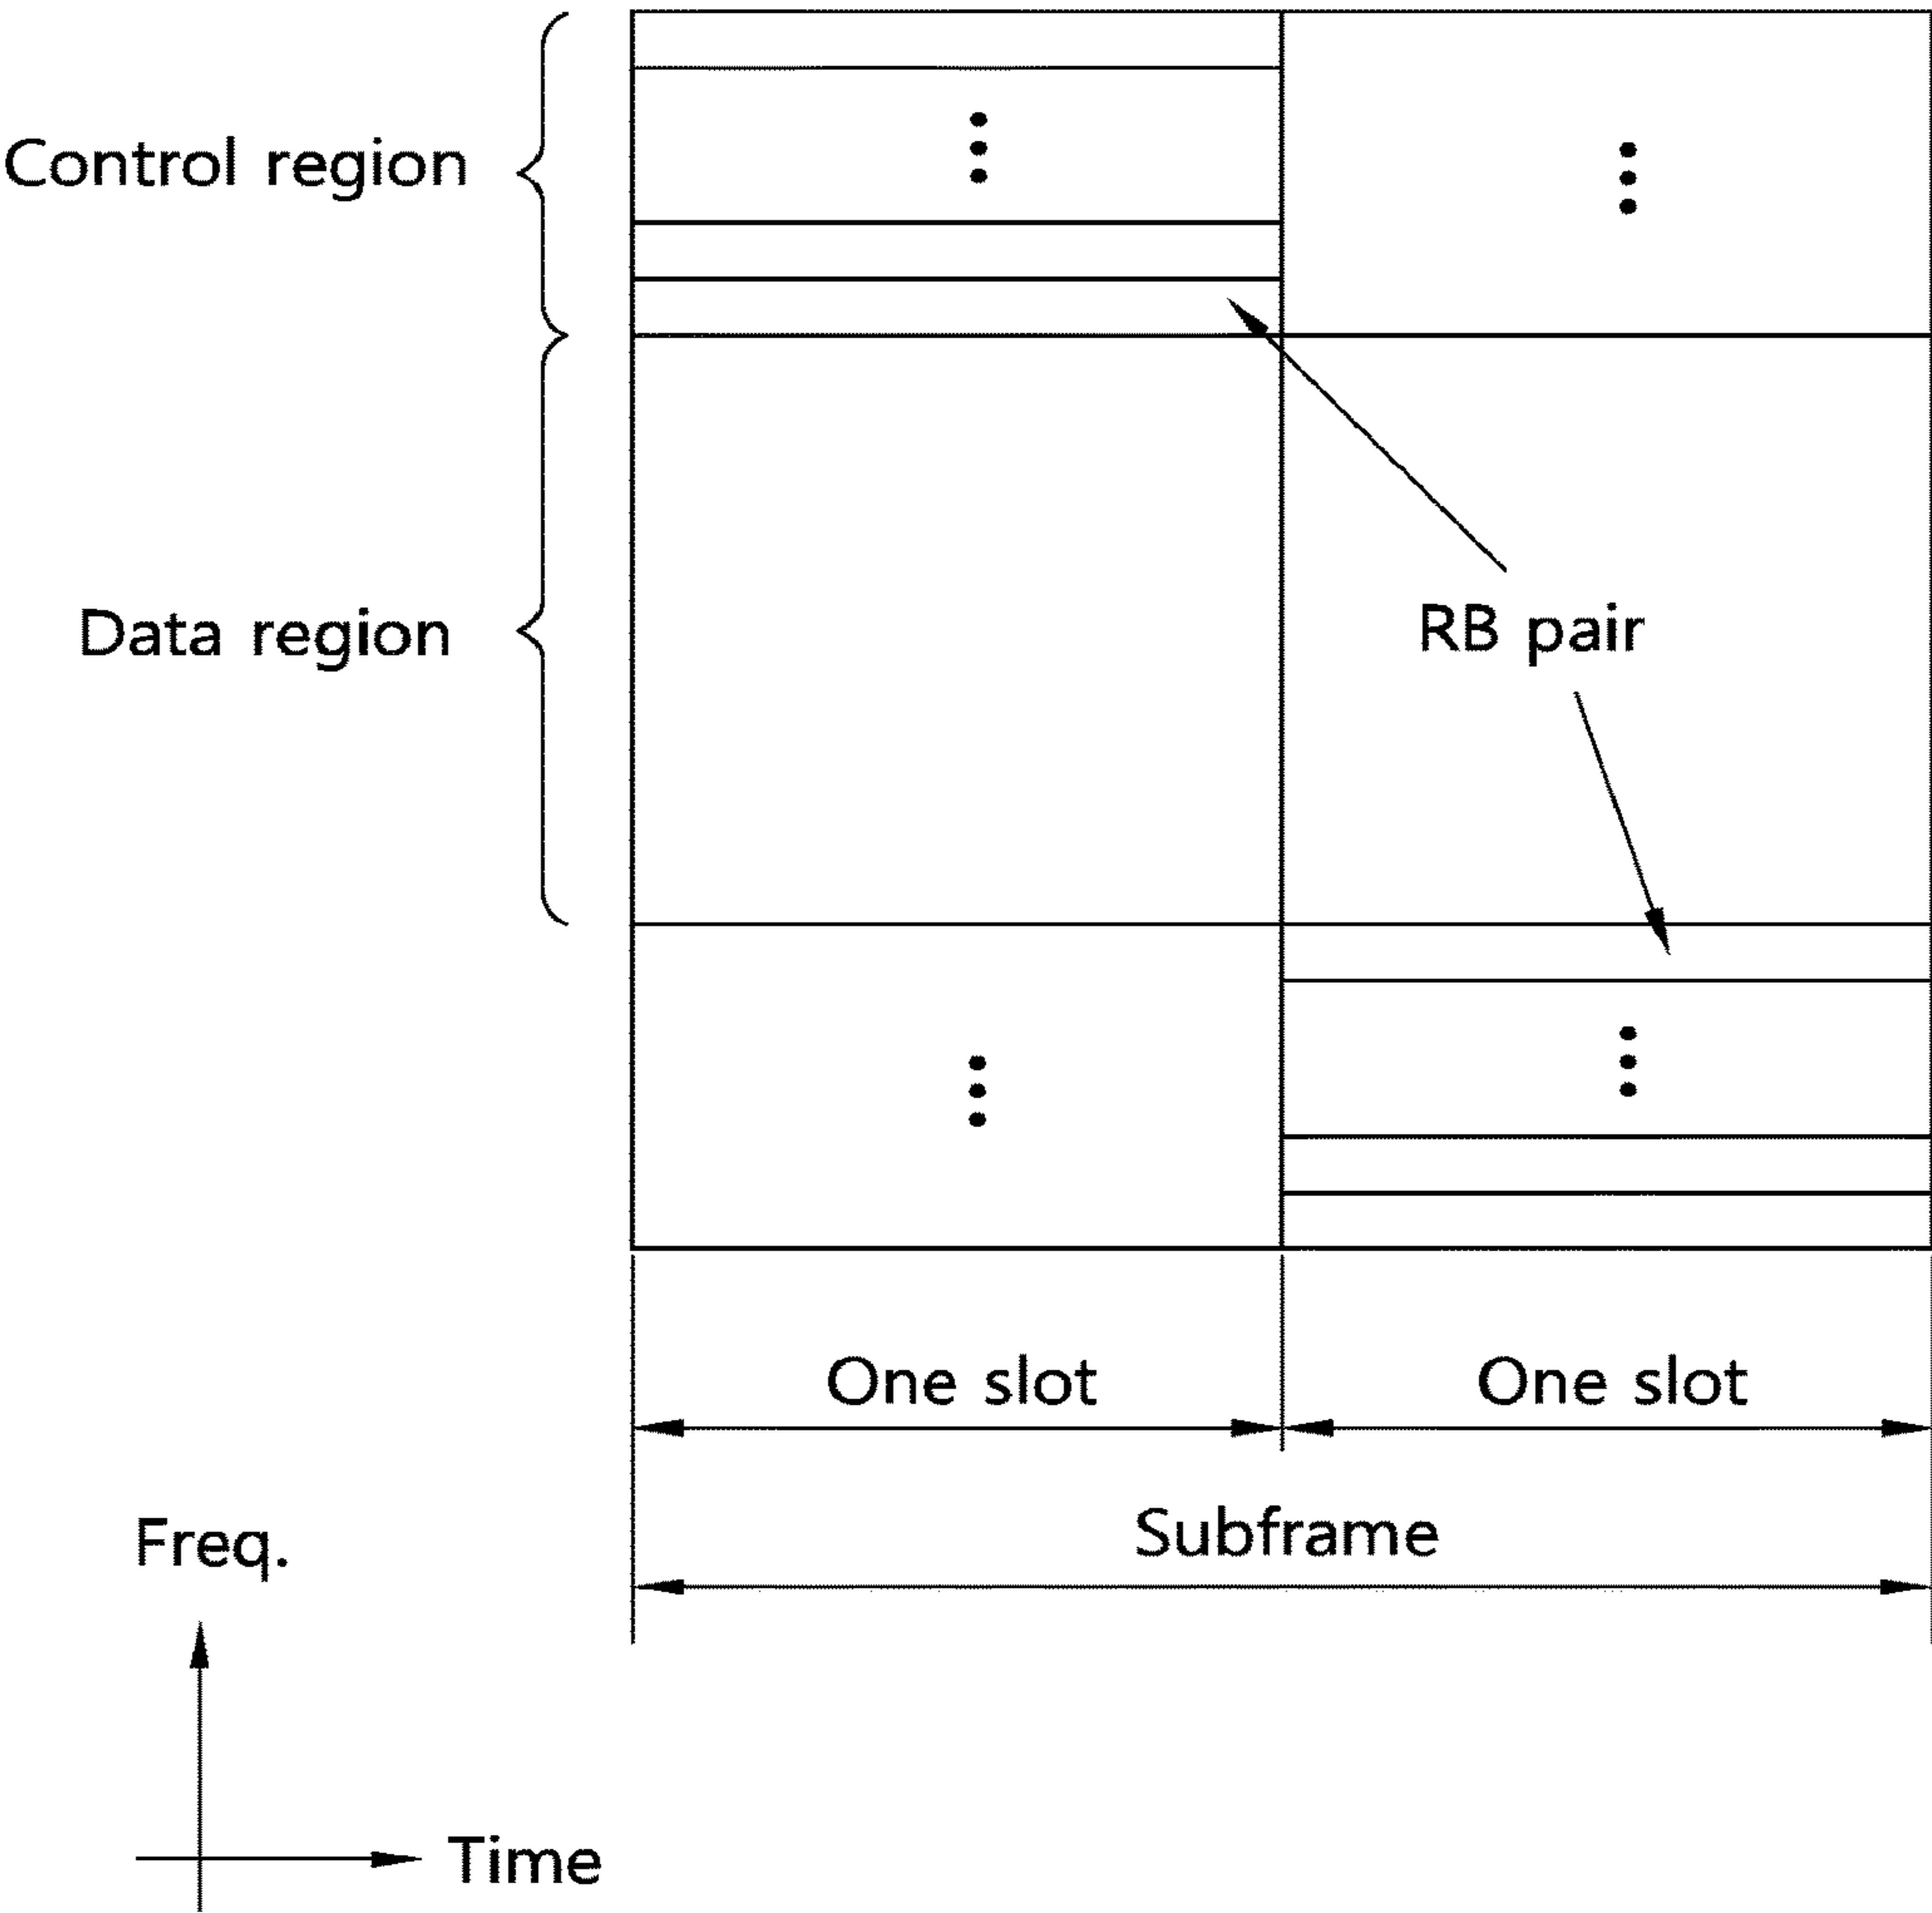 Control region
Data region
RB pair
One slot
One slot
Subframe
Freq.
Time